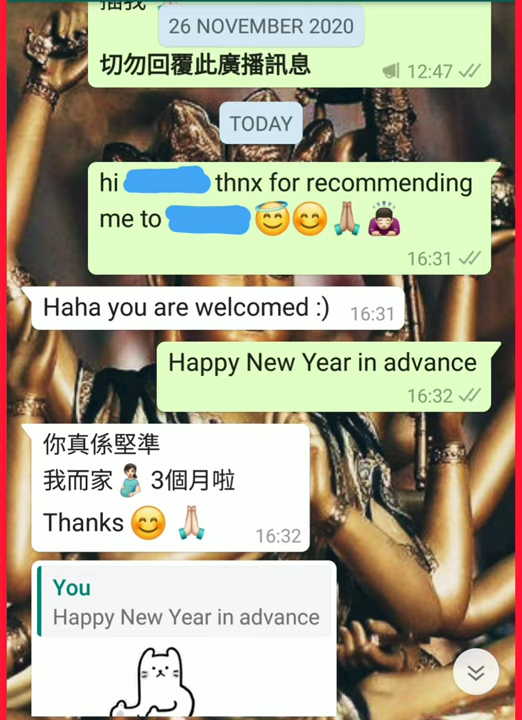 26 NOVEMBER 2020
切勿回覆此廣播訊息
12:47
TODAY
hi thnx for recommending
me to 😇😊🙏🏻🙇🏻
16:31
Haha you are welcomed :)
16:31
Happy New Year in advance
16:32
你真係堅準
我而家🤰🏻 3個月啦
Thanks 😊 🙏🏻
16:32
You
Happy New Year in advance